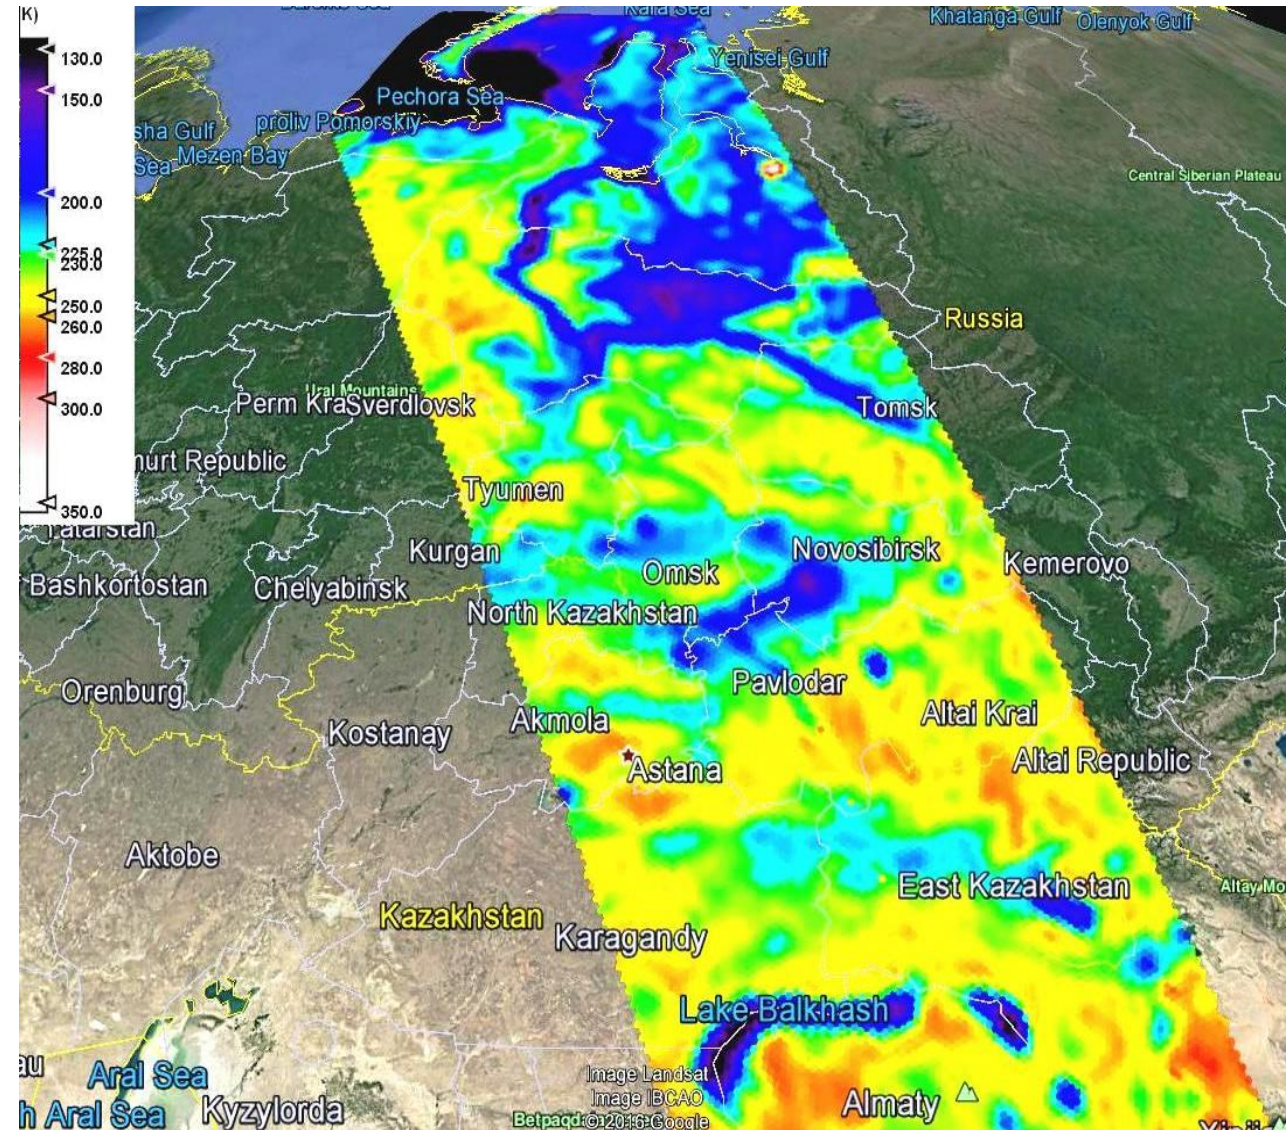 K)
130.0
150.0
200.0
225.0
230.0
250.0
260.0
280.0
300.0
350.0
Kara Sea
Khatanga Gulf
Olenyok Gulf
Yenisei Gulf
Pechora Sea
proliv Pomorskiy
sha Gulf
Mezen Bay
Sea
Central Siberian Plateau
Russia
Ural Mountains
Perm Kra
Sverdlovsk
Tomsk
murt Republic
Tyumen
Tatarstan
Kurgan
Novosibirsk
Kemerovo
Omsk
Bashkortostan
Chelyabinsk
North Kazakhstan
Orenburg
Pavlodar
Akmola
Altai Krai
Kostanay
Astana
Altai Republic
Aktobe
East Kazakhstan
Altay Mo
Kazakhstan
Karagandy
Lake Balkhash
au
Aral Sea
Image Landsat
Image IBCAO
h Aral Sea
Kyzylorda
Betpaqd
© 2016 Google
Almaty